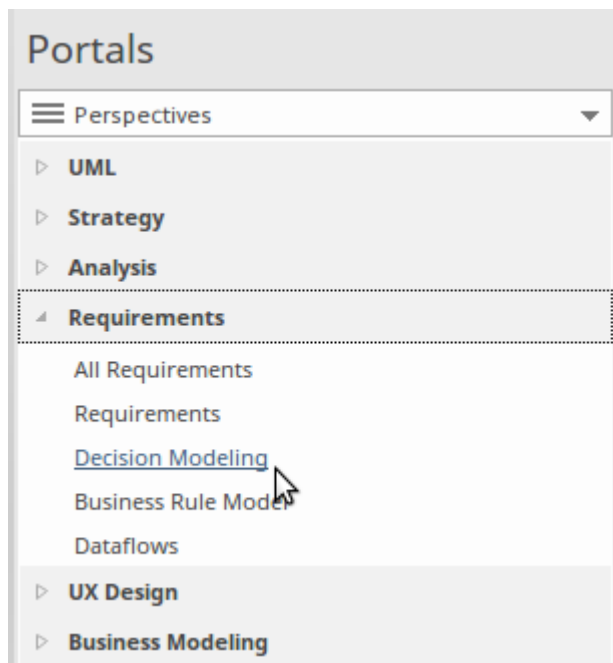 Portals
Perspectives
UML
Strategy
Analysis
Requirements
All Requirements
Requirements
Decision Modeling
Business Rule Model
Dataflows
UX Design
Business Modeling